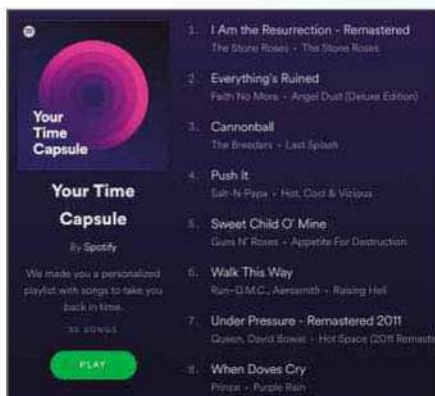 Your
Time
Capsule
Your Time
Capsule
By Spotify
We made you a personalized
playlist with songs to take you
back in time.
PLAY
1. I Am the Resurrection - Remastered
The Stone Roses • The Stone Roses
2. Everything's Ruined
Faith No More • Angel Dust (Deluxe Edition)
3. Cannonball
The Breeders • Last Splash
4. Push It
Salt-N-Pepa • Hot, Cool & Vicious
5. Sweet Child O' Mine
Guns N' Roses • Appetite For Destruction
6. Walk This Way
Run-D.M.C., Aerosmith • Raising Hell
7. Under Pressure - Remastered 2011
Queen, David Bowie • Hot Space (2011 Remaste
8. When Doves Cry
Prince • Purple Rain